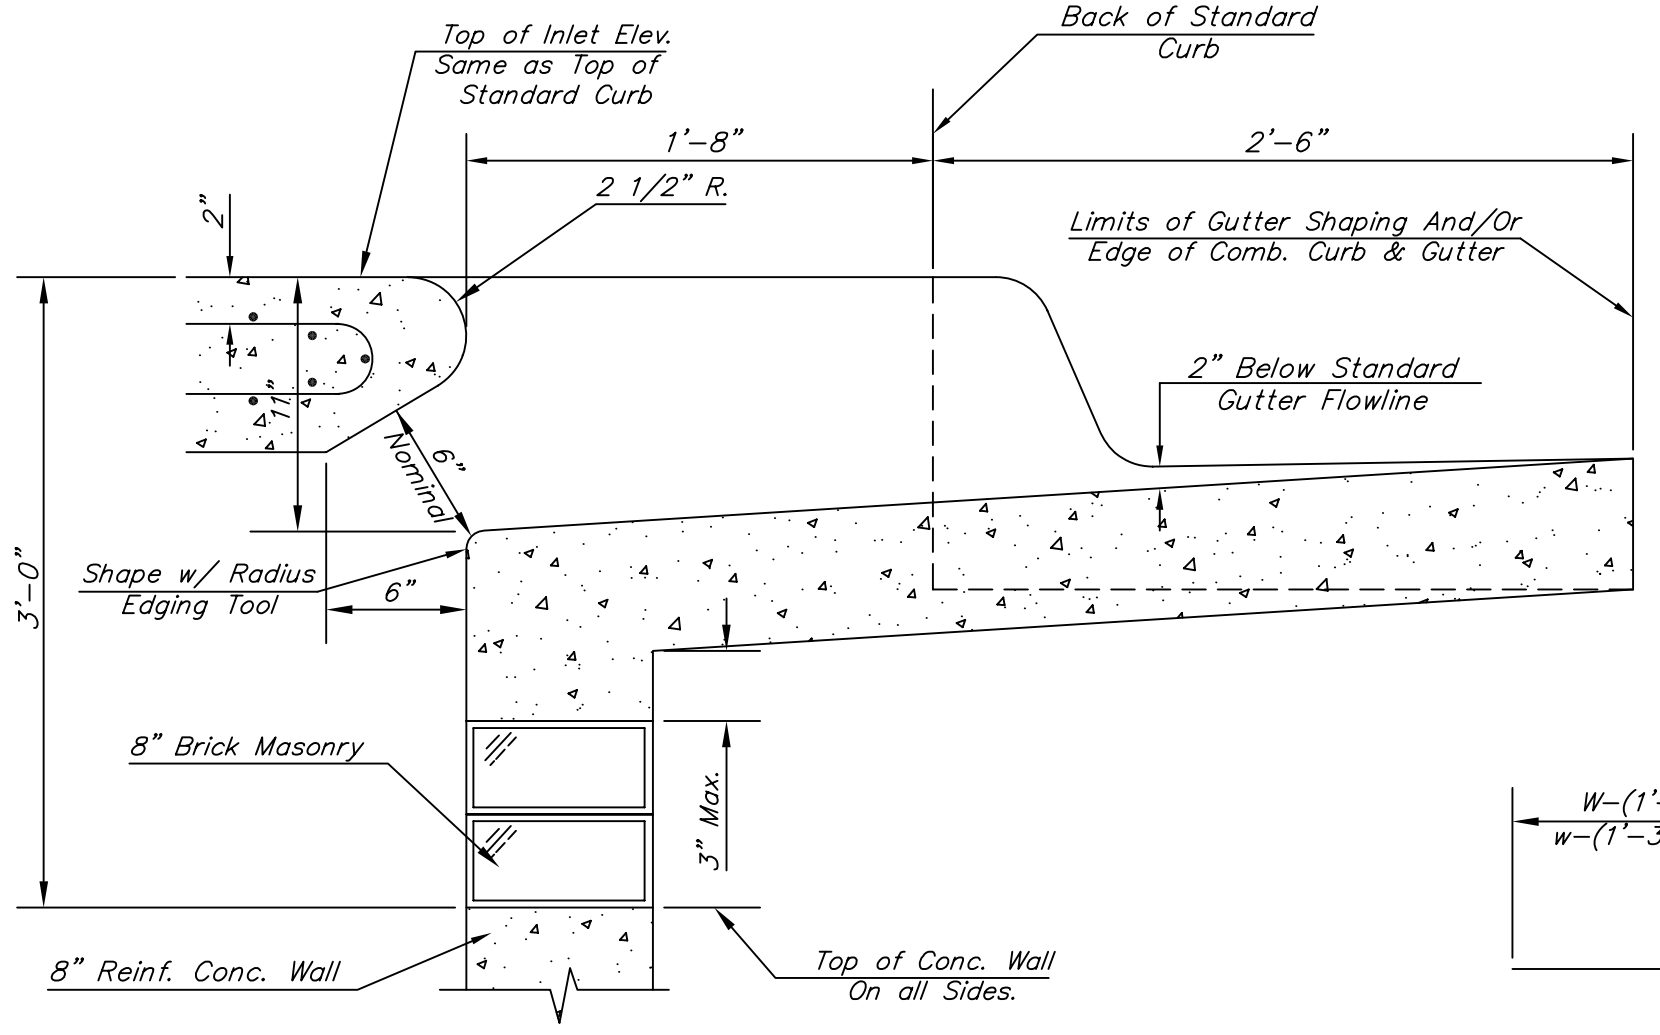 Top of Inlet Elev.
Same as Top of
Standard Curb
Back of Standard
Curb
1'-8"
2'-6"
2 1/2" R.
2"
Limits of Gutter Shaping And/Or
Edge of Comb. Curb & Gutter
2" Below Standard
Gutter Flowline
11"
6"
Nominal
3'-0"
Shape w/ Radius
Edging Tool
6"
8" Brick Masonry
3" Max.
W-(1'-
w-(1'-3
8" Reinf. Conc. Wall
Top of Conc. Wall
On all Sides.